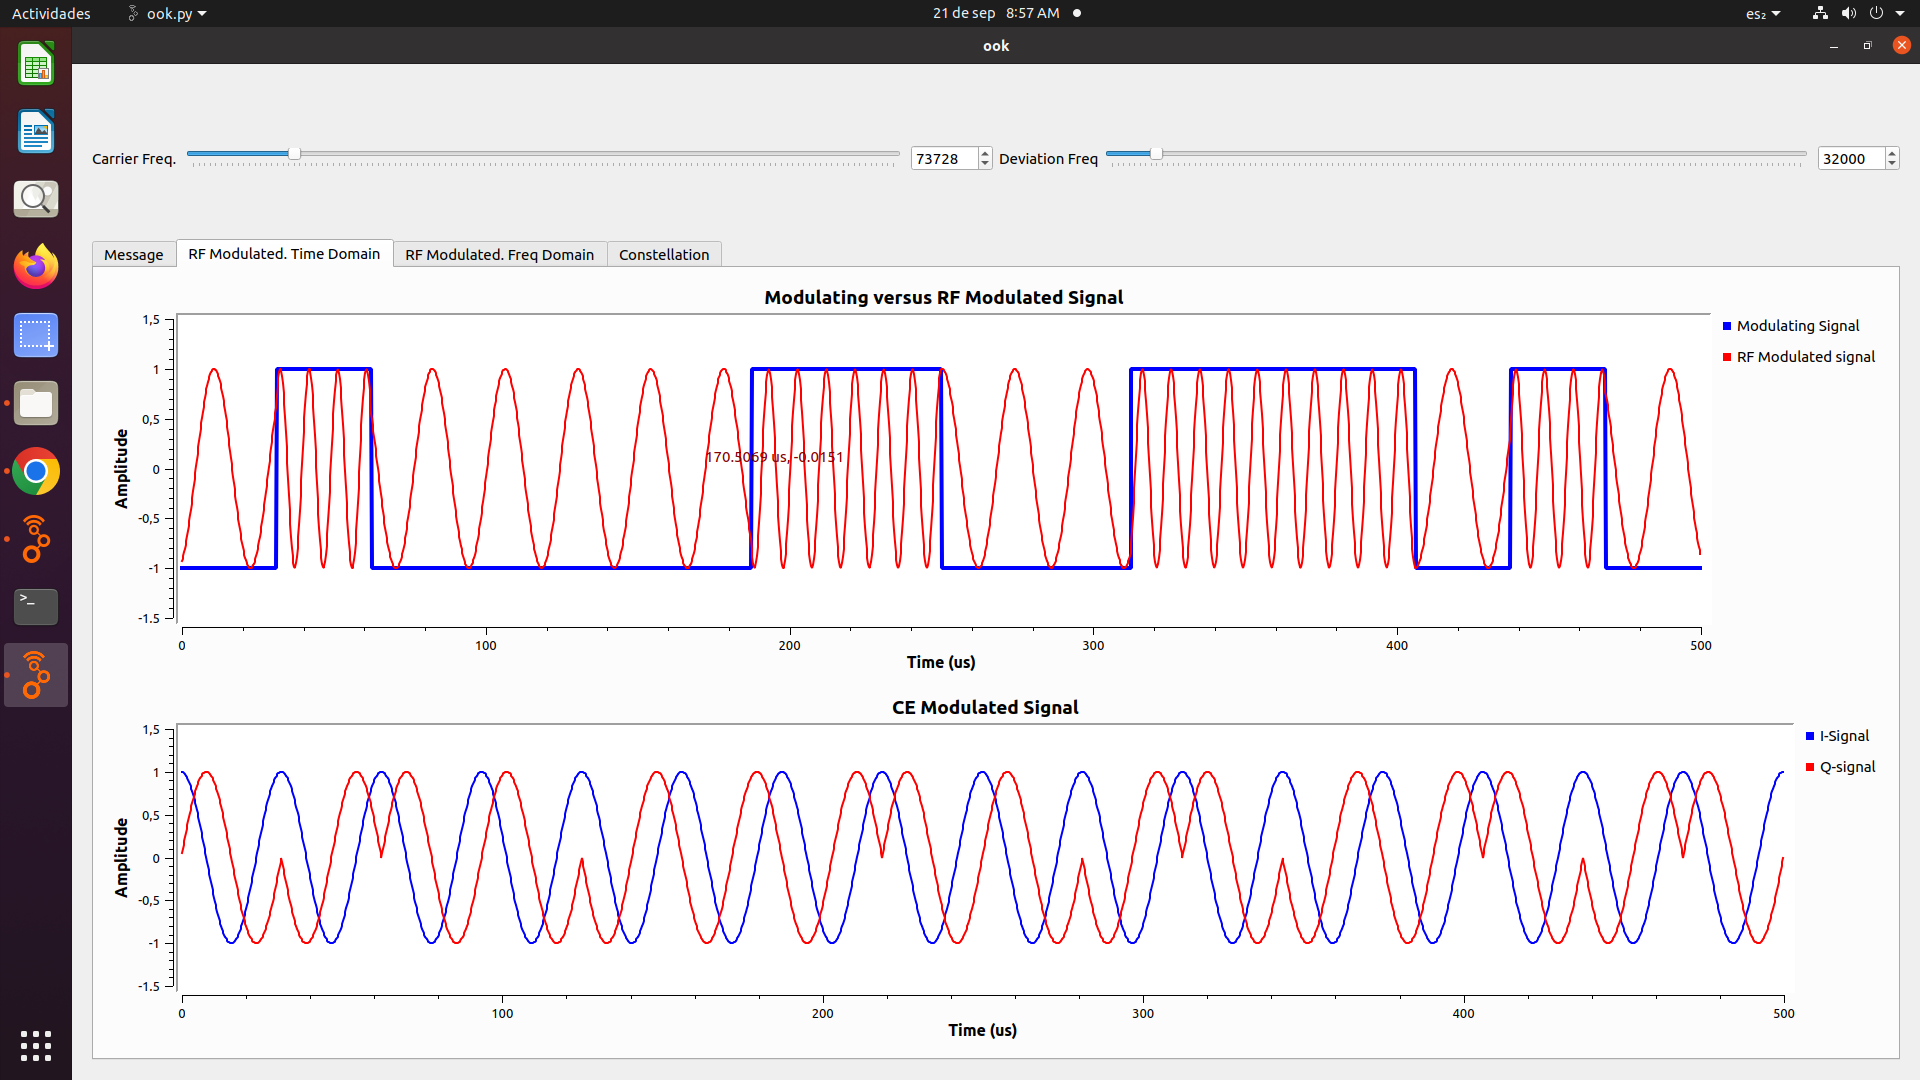 Actividades ook.py 21 de sep 8:57 AM es₂
ook
Carrier Freq. 73728 Deviation Freq 32000
Message RF Modulated. Time Domain RF Modulated. Freq Domain Constellation
Modulating versus RF Modulated Signal
1,5
1
0,5
0
-0,5
-1
-1.5
Amplitude
170.5069 us, -0.0151
Modulating Signal
RF Modulated signal
0 100 200 300 400 500
Time (us)
CE Modulated Signal
1,5
1
0,5
0
-0,5
-1
-1.5
Amplitude
I-Signal
Q-signal
0 100 200 300 400 500
Time (us)
>_